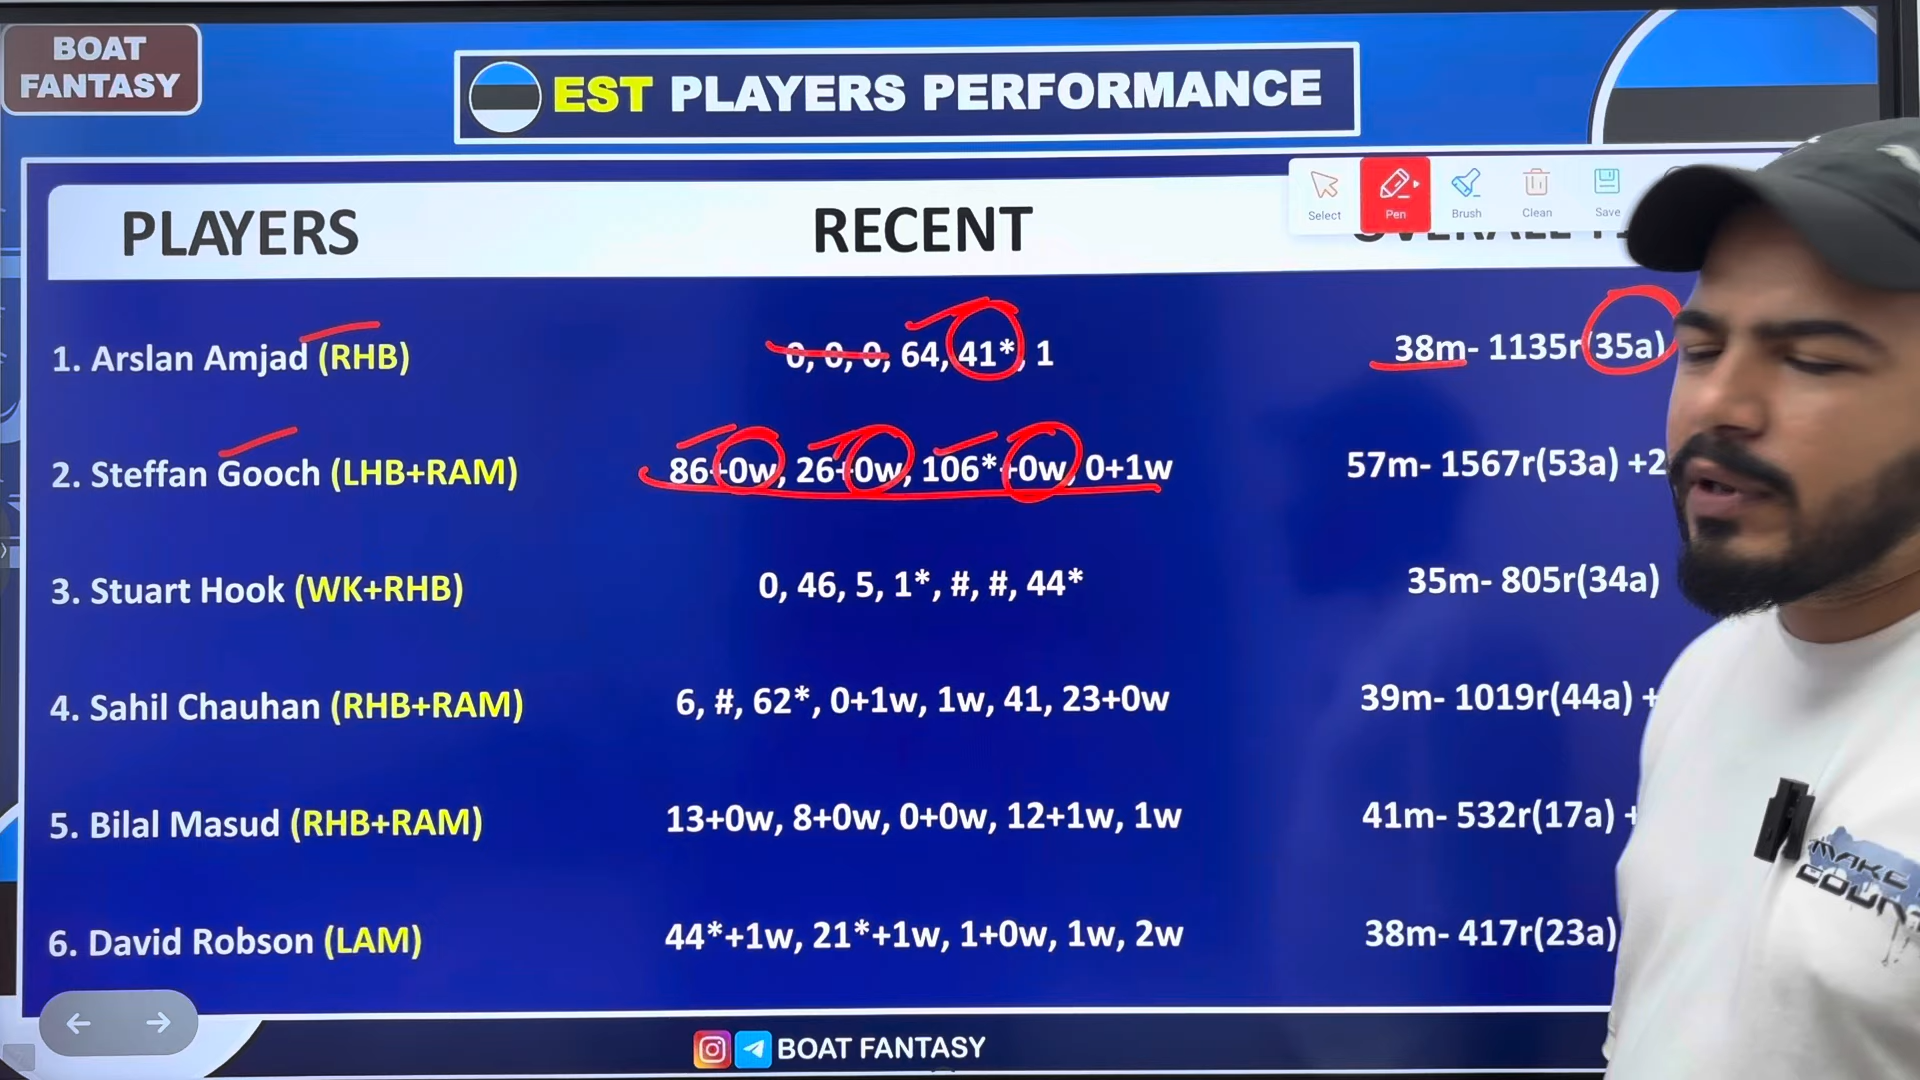 BOAT
FANTASY
EST PLAYERS PERFORMANCE
Select Pen Brush Clean Save
PLAYERS RECENT OVERALL
1. Arslan Amjad (RHB) 0, 0, 0, 64, 41*, 1 38m- 1135r(35a)
2. Steffan Gooch (LHB+RAM) 86+0w, 26+0w, 106*+0w, 0+1w 57m- 1567r(53a) +2
3. Stuart Hook (WK+RHB) 0, 46, 5, 1*, #, #, 44* 35m- 805r(34a)
4. Sahil Chauhan (RHB+RAM) 6, #, 62*, 0+1w, 1w, 41, 23+0w 39m- 1019r(44a) +
5. Bilal Masud (RHB+RAM) 13+0w, 8+0w, 0+0w, 12+1w, 1w 41m- 532r(17a) +
6. David Robson (LAM) 44*+1w, 21*+1w, 1+0w, 1w, 2w 38m- 417r(23a)
MAKE
COUNT
BOAT FANTASY